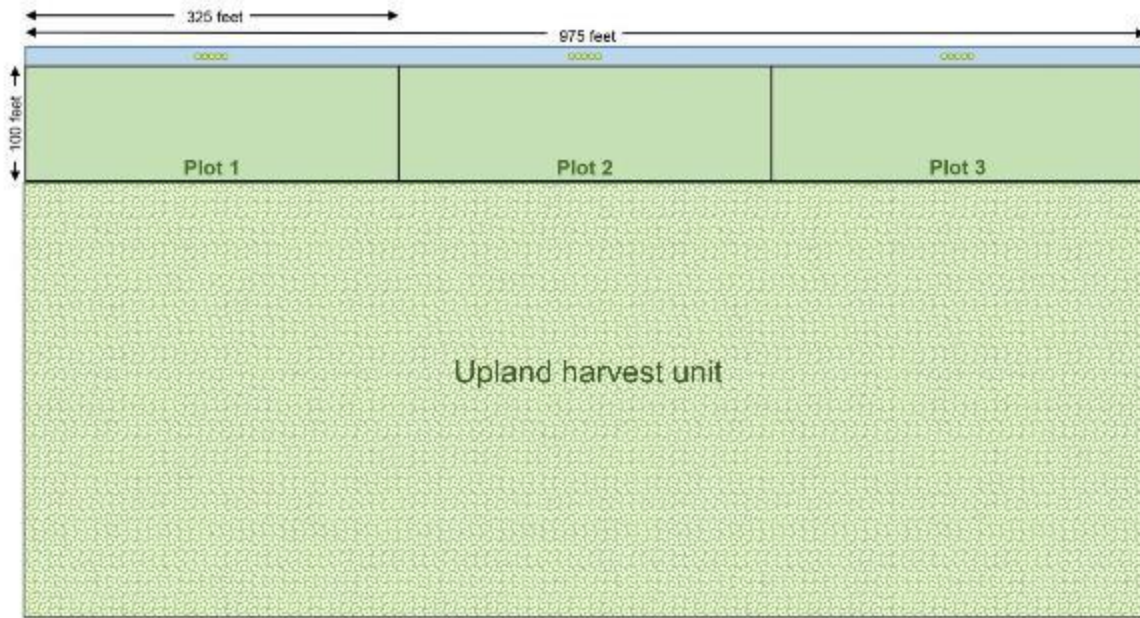 325 feet
975 feet
100 feet
Plot 1
Plot 2
Plot 3
Upland harvest unit